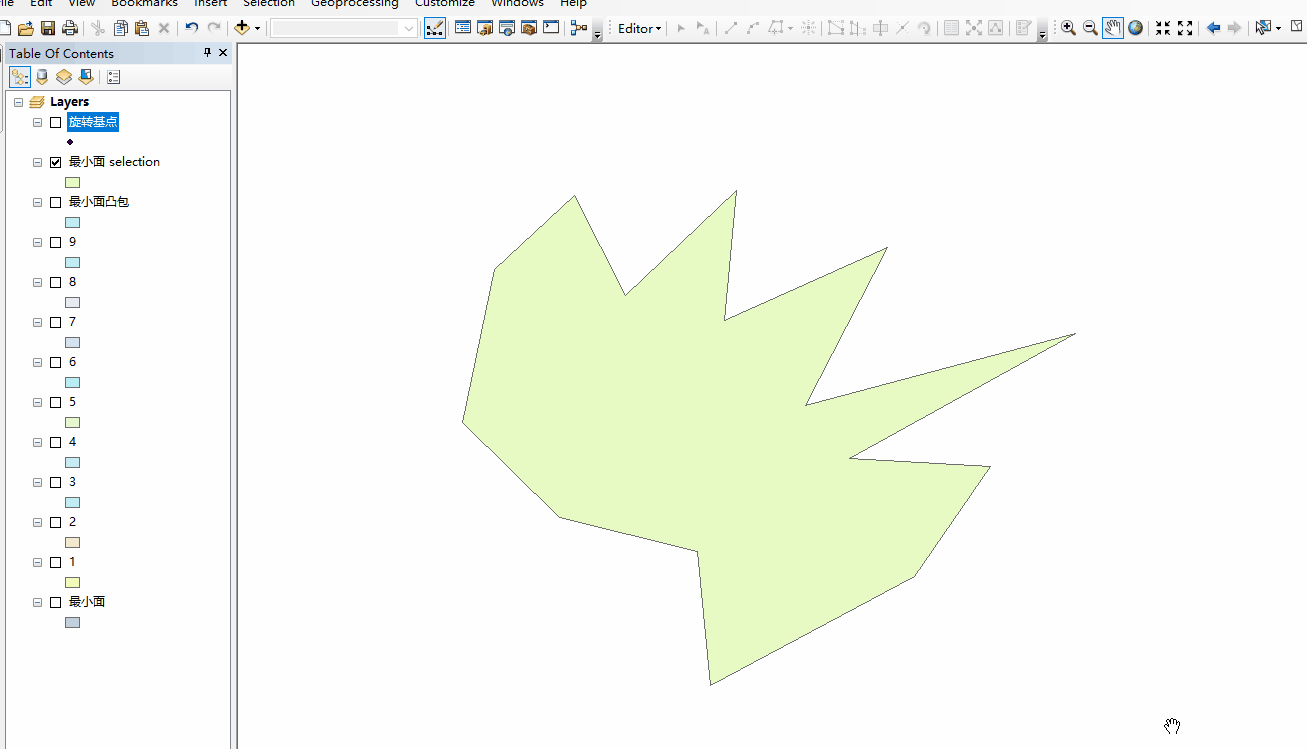 File Edit View Bookmarks Insert Selection Geoprocessing Customize Windows Help
Editor
Table Of Contents
Layers
旋转基点
最小面 selection
最小面凸包
9
8
7
6
5
4
3
2
1
最小面